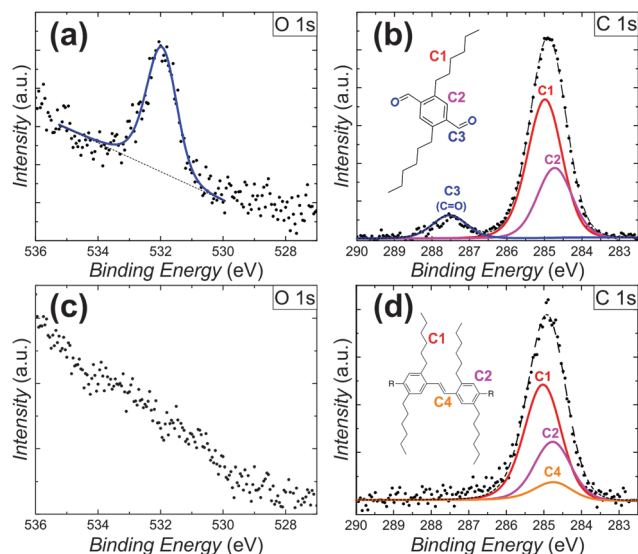 (a)
O 1s
Intensity (a.u.)
536 534 532 530 528
Binding Energy (eV)
(b)
C 1s
C1
C2
O
O
C3
C1
C2
C3
(C=O)
Intensity (a.u.)
290 289 288 287 286 285 284 283
Binding Energy (eV)
(c)
O 1s
Intensity (a.u.)
536 534 532 530 528
Binding Energy (eV)
(d)
C 1s
C1
C2
R
R
C4
C1
C2
C4
Intensity (a.u.)
290 289 288 287 286 285 284 283
Binding Energy (eV)